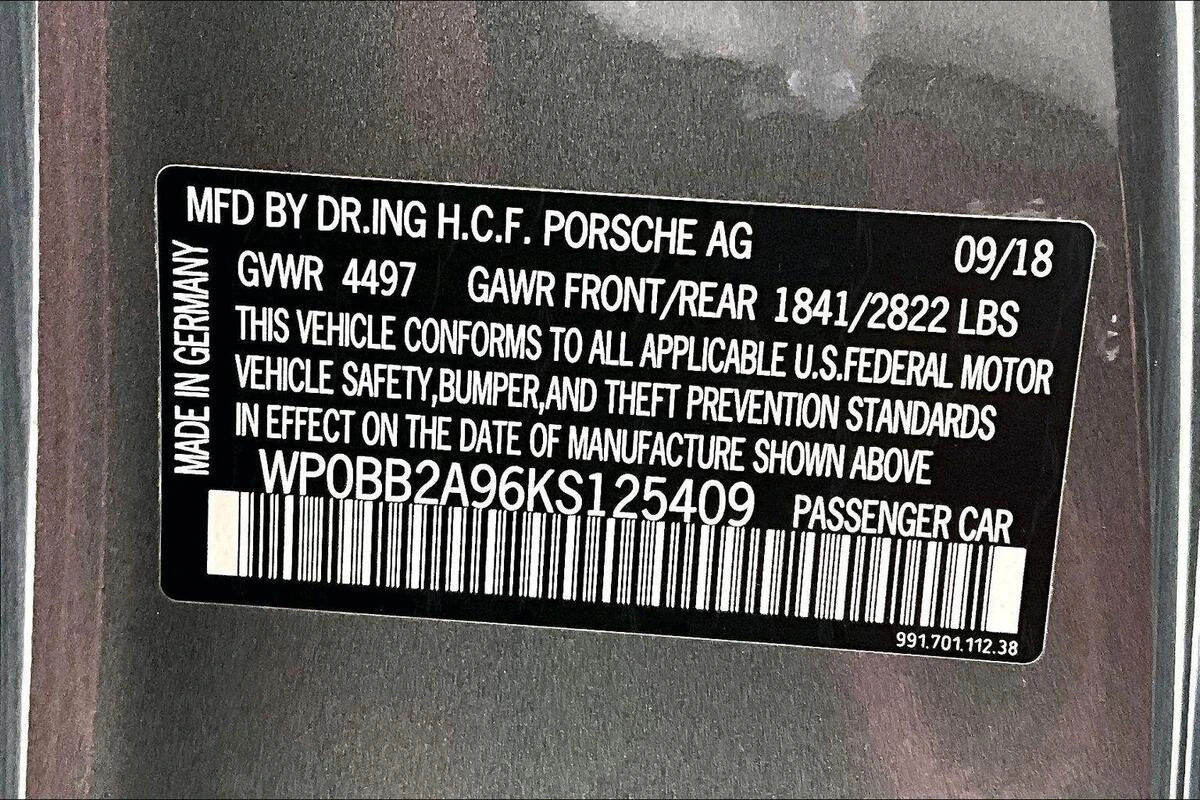 MFD BY DR.ING H.C.F. PORSCHE AG 09/18
GVWR 4497 GAWR FRONT/REAR 1841/2822 LBS
THIS VEHICLE CONFORMS TO ALL APPLICABLE U.S.FEDERAL MOTOR
VEHICLE SAFETY,BUMPER,AND THEFT PREVENTION STANDARDS
IN EFFECT ON THE DATE OF MANUFACTURE SHOWN ABOVE
WP0BB2A96KS125409 PASSENGER CAR
991.701.112.38
MADE IN GERMANY